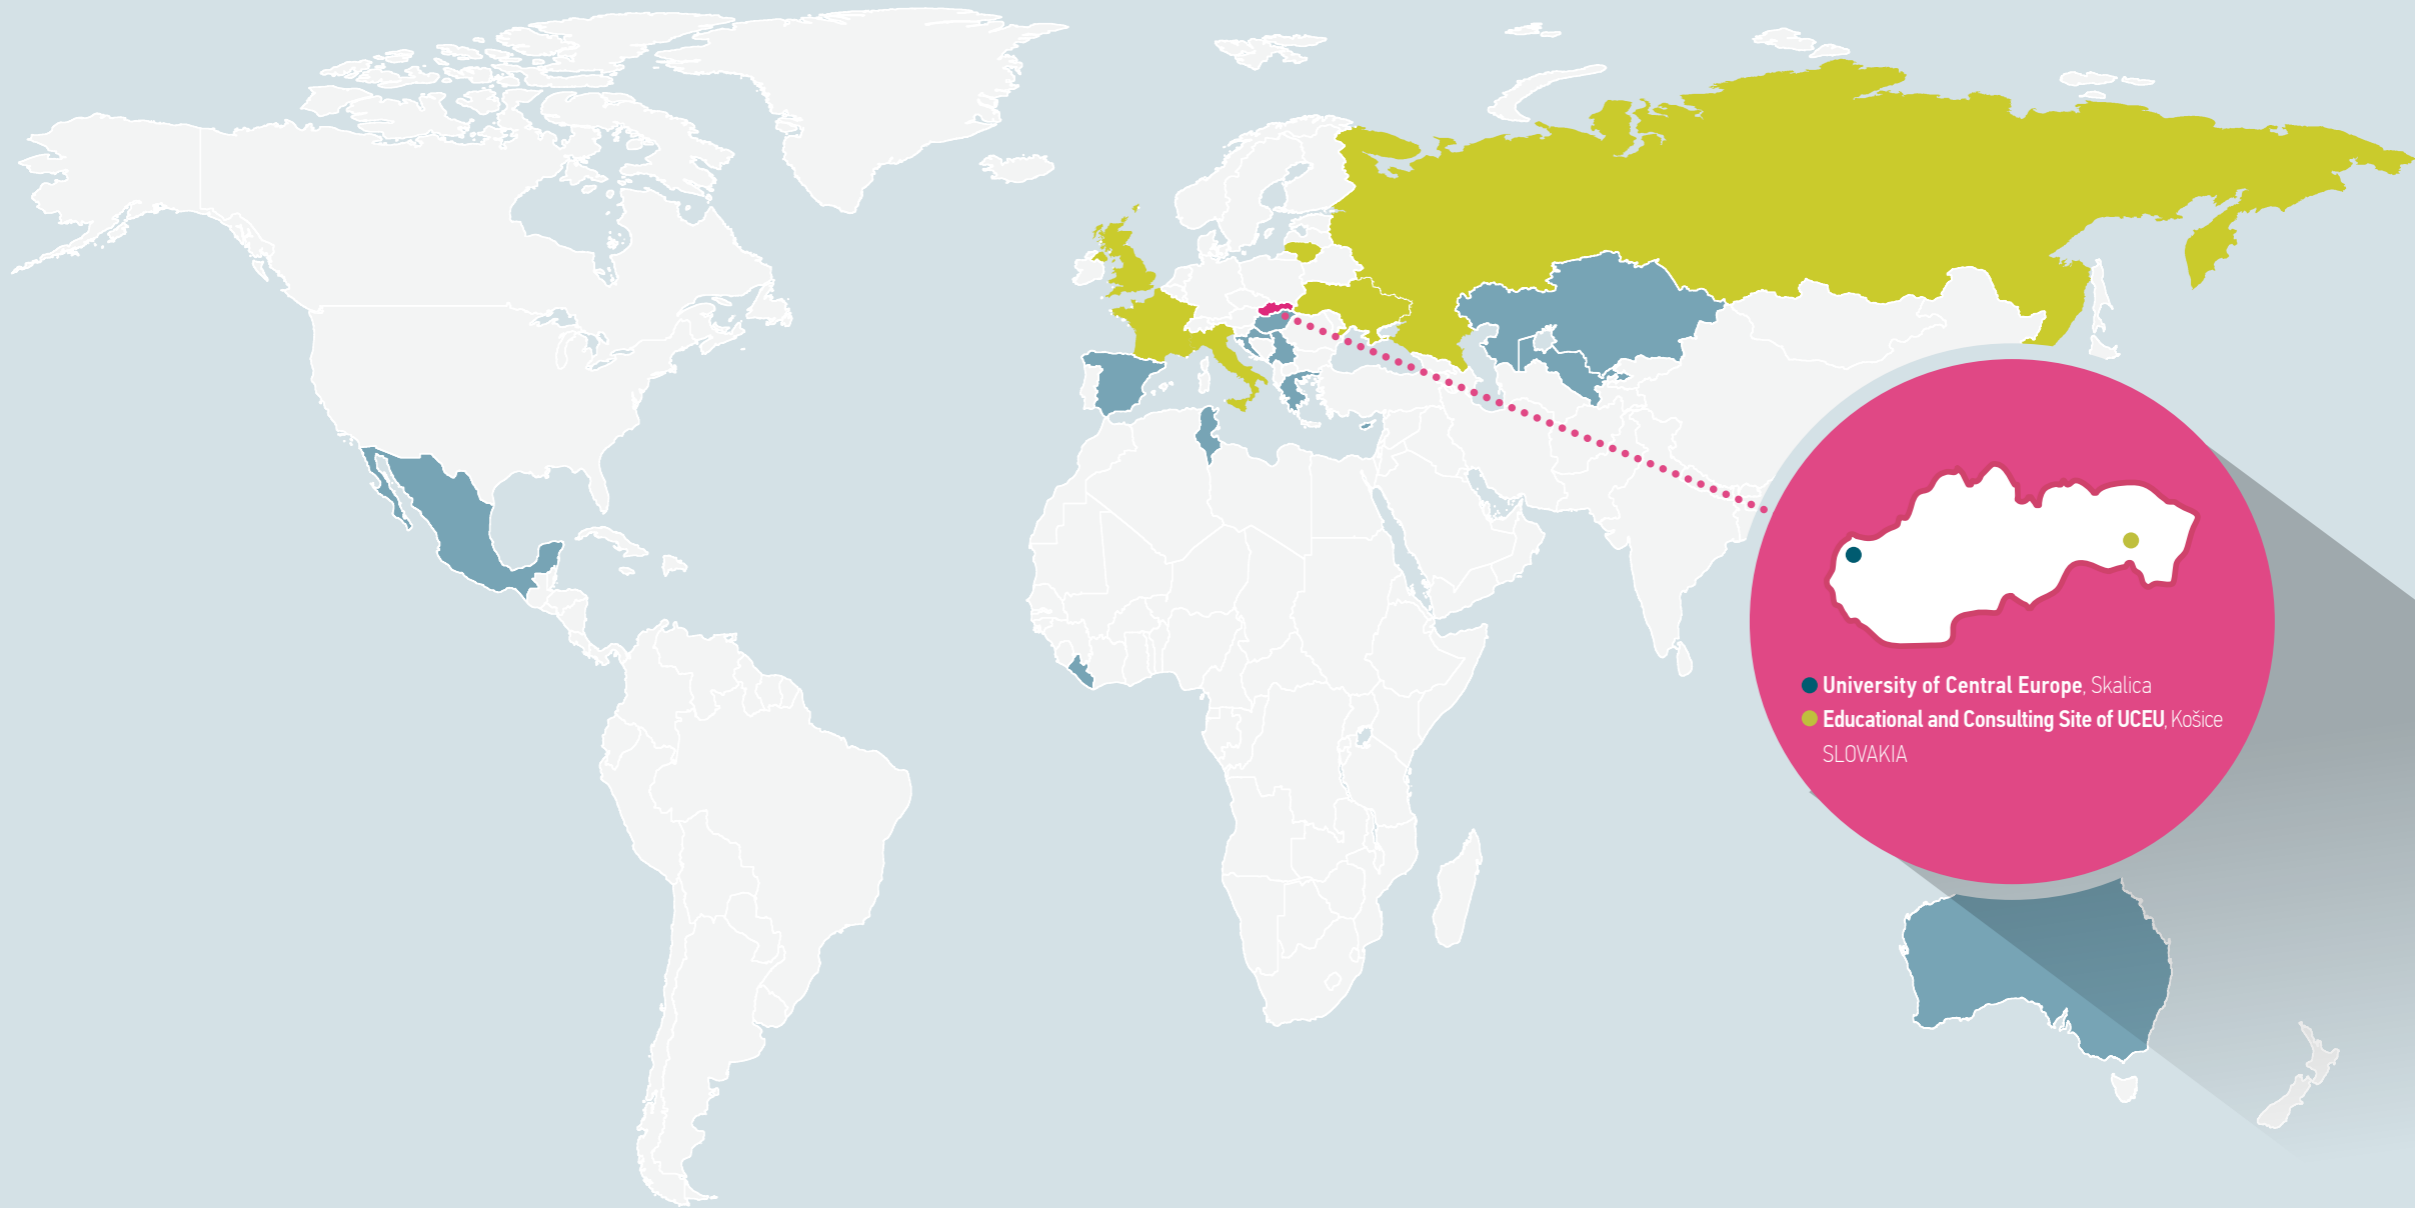 University of Central Europe, Skalica
Educational and Consulting Site of UCEU, Košice
SLOVAKIA